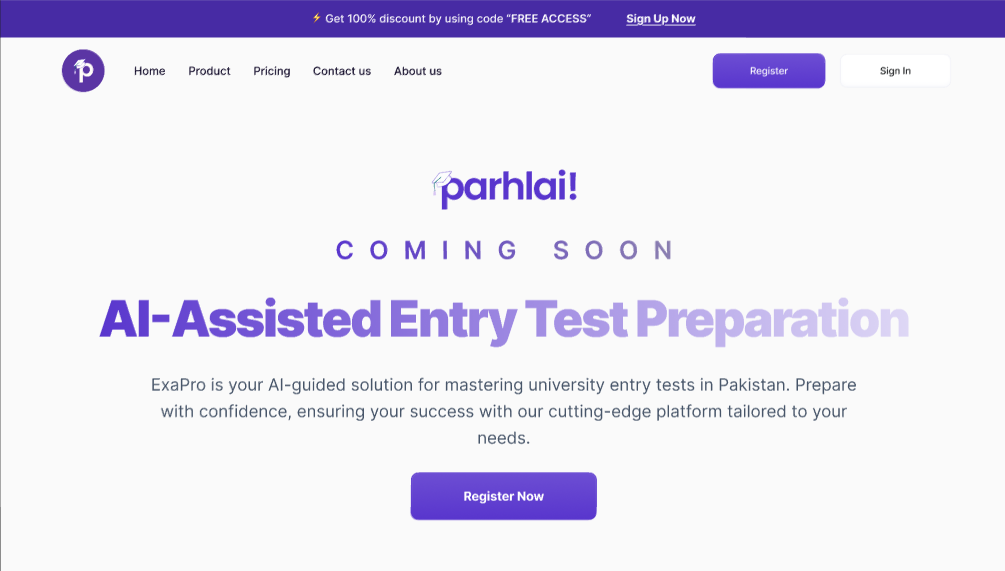 ⚡ Get 100% discount by using code “FREE ACCESS” Sign Up Now
p Home Product Pricing Contact us About us Register Sign In
parhlai!
COMING SOON
AI-Assisted Entry Test Preparation
ExaPro is your AI-guided solution for mastering university entry tests in Pakistan. Prepare
with confidence, ensuring your success with our cutting-edge platform tailored to your
needs.
Register Now